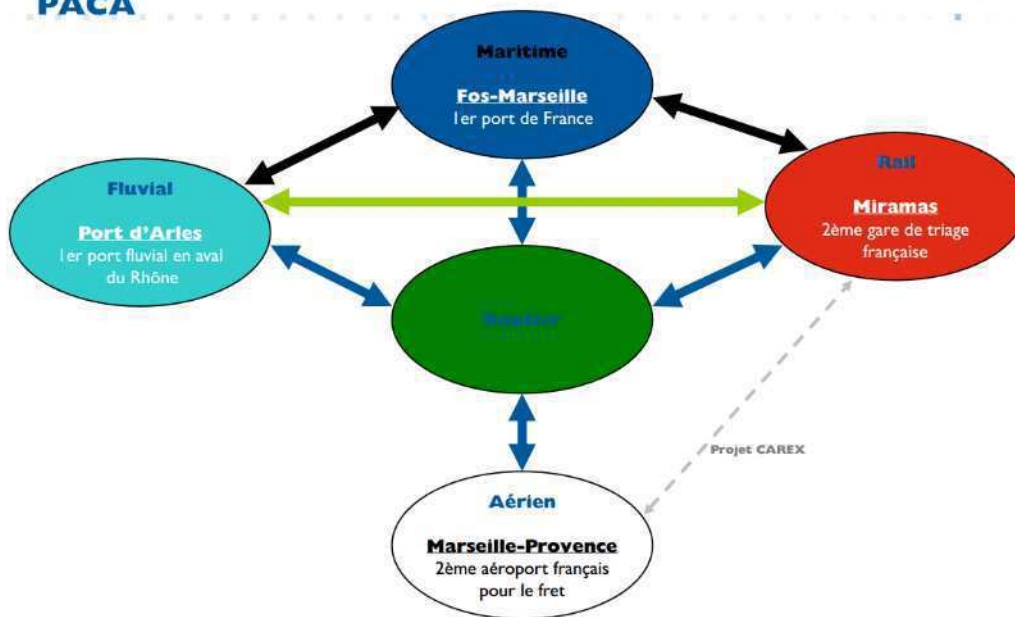 PACA
Maritime
Fos-Marseille
1er port de France
Fluvial
Port d'Arles
1er port fluvial en aval
du Rhône
Rail
Miramas
2ème gare de triage
française
Routier
Projet CAREX
Aérien
Marseille-Provence
2ème aéroport français
pour le fret